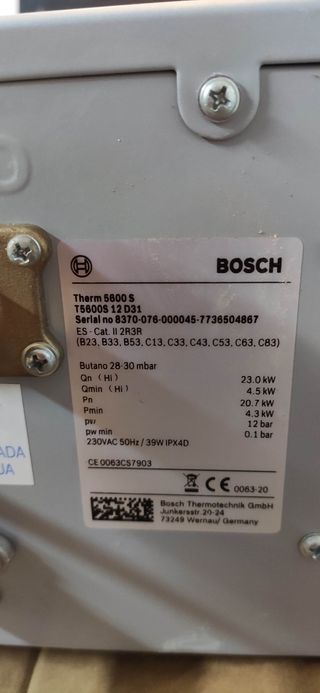 BOSCH
Therm 5600 S
T5600S 12 D31
Serial no 8370-076-000045-7736504867
ES - Cat. II 2R3R
(B23, B33, B53, C13, C33, C43, C53, C63, C83)
Butano 28-30 mbar
Qn (Hi) 23.0 kW
Qmin (Hi) 4.5 kW
Pn 20.7 kW
Pmin 4.3 kW
pw 12 bar
pw min 0.1 bar
230VAC 50Hz / 39W IPX4D
CE 0063CS7903
CE 0063-20
Bosch Thermotechnik GmbH
Junkersstr.20-24
73249 Wernau/ Germany
ADA
UA